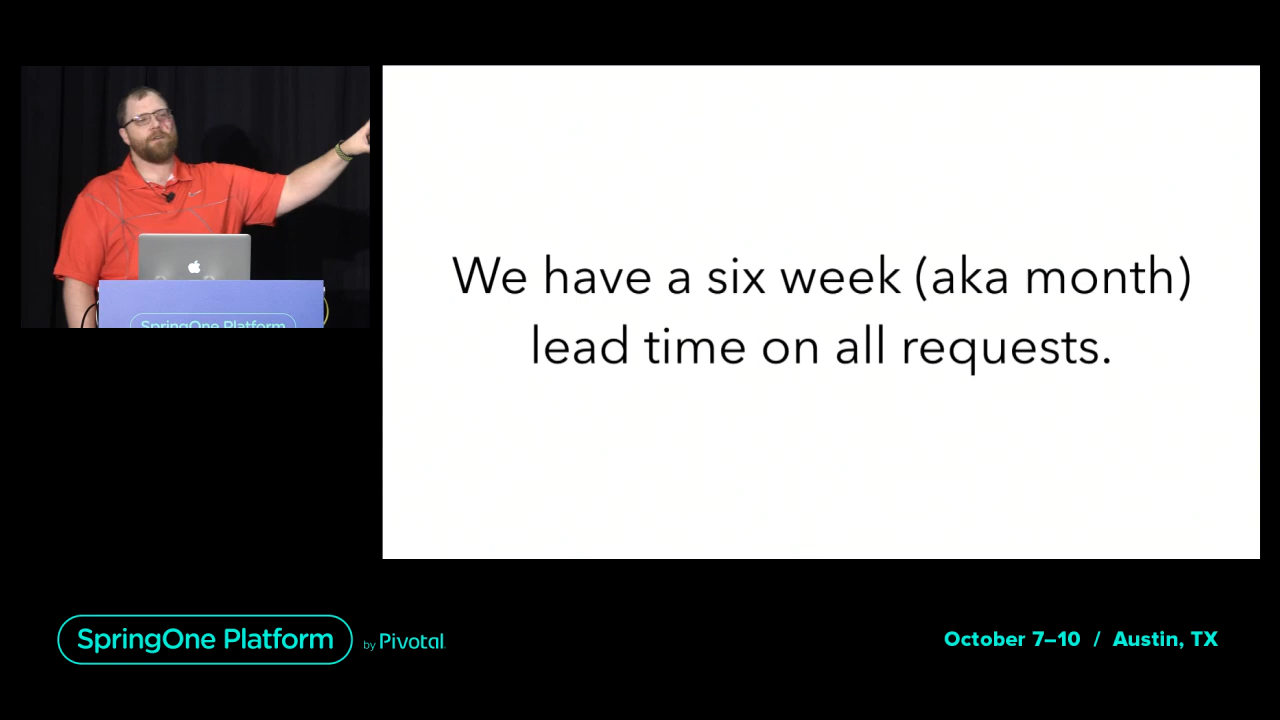 We have a six week (aka month)
lead time on all requests.
SpringOne Platform
SpringOne Platform by Pivotal
October 7–10 / Austin, TX